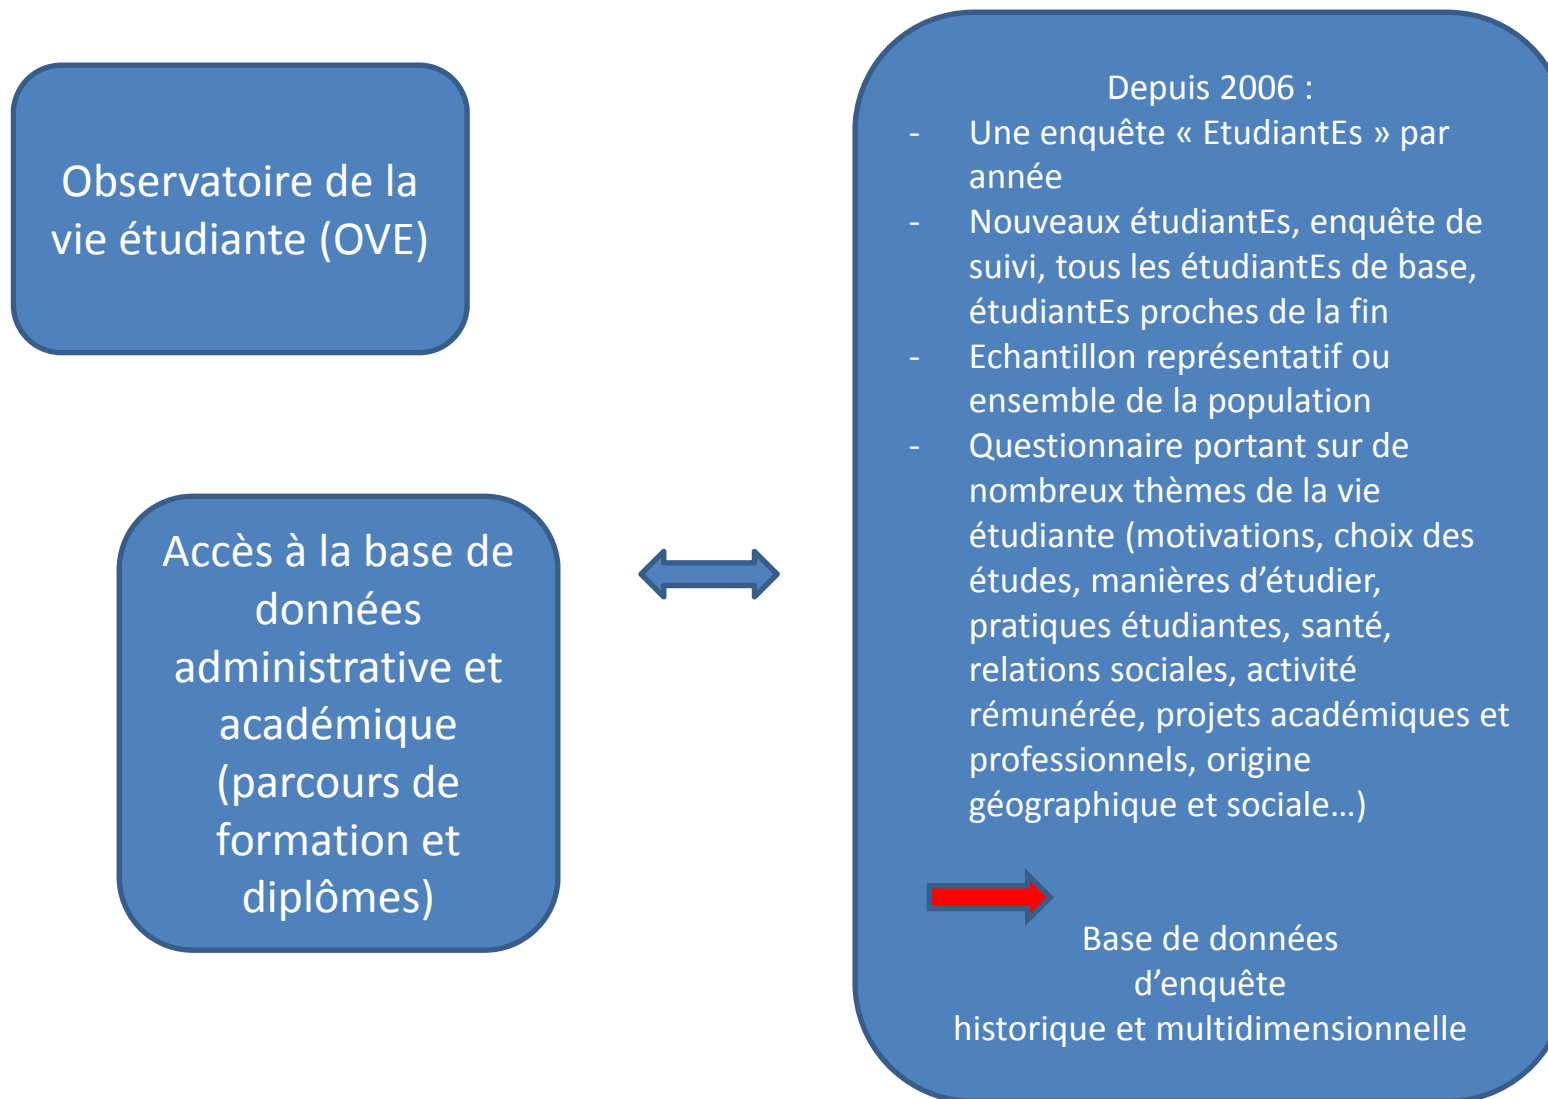 Observatoire de la
vie étudiante (OVE)
Accès à la base de
données
administrative et
académique
(parcours de
formation et
diplômes)
Depuis 2006 :
- Une enquête « EtudiantEs » par
année
- Nouveaux étudiantEs, enquête de
suivi, tous les étudiantEs de base,
étudiantEs proches de la fin
- Echantillon représentatif ou
ensemble de la population
- Questionnaire portant sur de
nombreux thèmes de la vie
étudiante (motivations, choix des
études, manières d’étudier,
pratiques étudiantes, santé,
relations sociales, activité
rémunérée, projets académiques et
professionnels, origine
géographique et sociale…)
Base de données
d’enquête
historique et multidimensionnelle